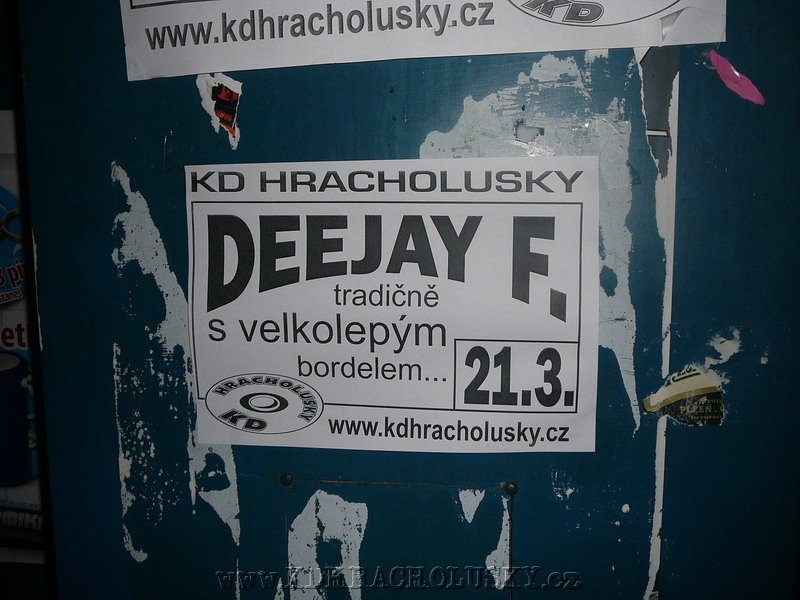 www.kdhracholusky.cz
KD
KD HRACHOLUSKY
DEEJAY F.
tradičně
s velkolepým
bordelem...
21.3.
HRACHOLUSKY
KD
www.kdhracholusky.cz
www.KDHRACHOLUSKY.cz